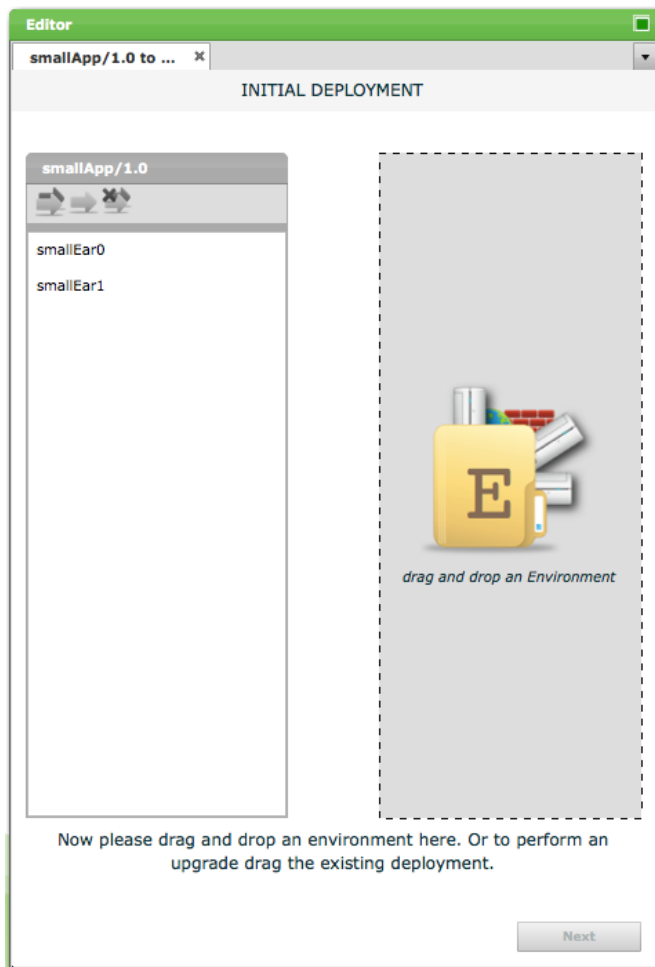 Editor
smallApp/1.0 to ...
INITIAL DEPLOYMENT
smallApp/1.0
smallEar0
smallEar1
E
drag and drop an Environment
Now please drag and drop an environment here. Or to perform an
upgrade drag the existing deployment.
Next